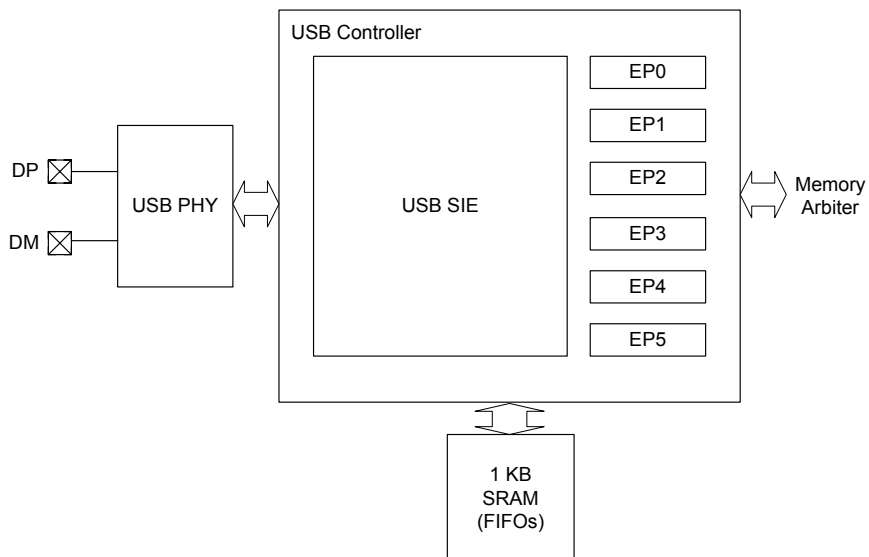 USB Controller
DP
DM
USB PHY
USB SIE
EP0
EP1
EP2
EP3
EP4
EP5
Memory
Arbiter
1 KB
SRAM
(FIFOs)